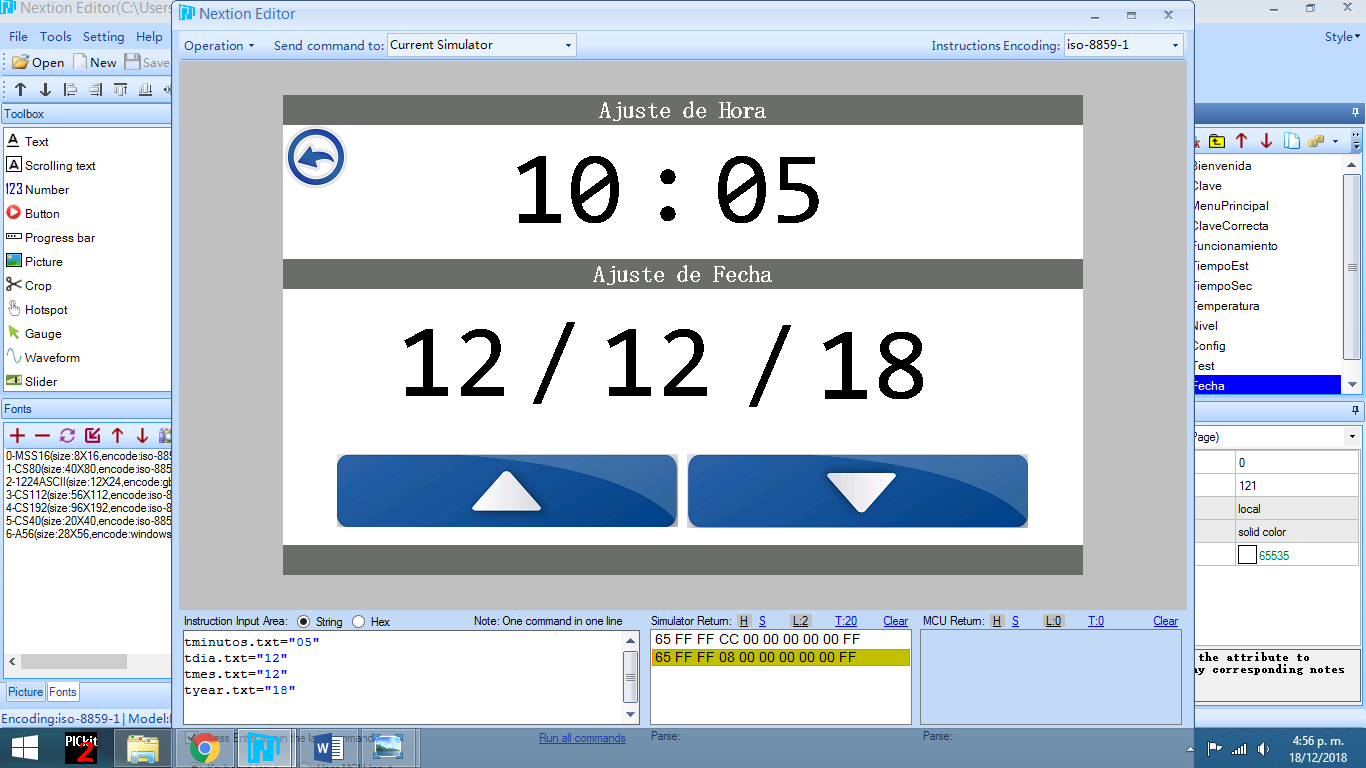 Nextion Editor(C:\Users
Nextion Editor
File Tools Setting Help
Style
Operation Send command to: Current Simulator Instructions Encoding: iso-8859-1
Open New Save
Toolbox
Text
Scrolling text
123 Number
Button
Progress bar
Picture
Crop
Hotspot
Gauge
Waveform
Slider
Fonts
0-MSS16(size:8X16,encode:iso-885
1-CS80(size:40X80,encode:iso-885
2-1224ASCII(size:12X24,encode:gb
3-CS112(size:56X112,encode:iso-8
4-CS192(size:96X192,encode:iso-8
5-CS40(size:20X40,encode:iso-885
6-A56(size:28X56,encode:windows
Picture Fonts
Encoding:iso-8859-1| Model:
Ajuste de Hora
10 : 05
Ajuste de Fecha
12 / 12 / 18
Instruction Input Area: String Hex Note: One command in one line
tminutos.txt="05"
tdia.txt="12"
tmes.txt="12"
tyear.txt="18"
Simulator Return: H S L:2 T:20 Clear
65 FF FF CC 00 00 00 00 00 FF
65 FF FF 08 00 00 00 00 00 FF
MCU Return: H S L:0 T:0 Clear
Run all commands
Parse:
Parse:
Bienvenida
Clave
MenuPrincipal
ClaveCorrecta
Funcionamiento
TiempoEst
TiempoSec
Temperatura
Nivel
Config
Test
Fecha
Page)
0
121
local
solid color
65535
the attribute to
corresponding notes
PICkit
2
4:56 p. m.
18/12/2018